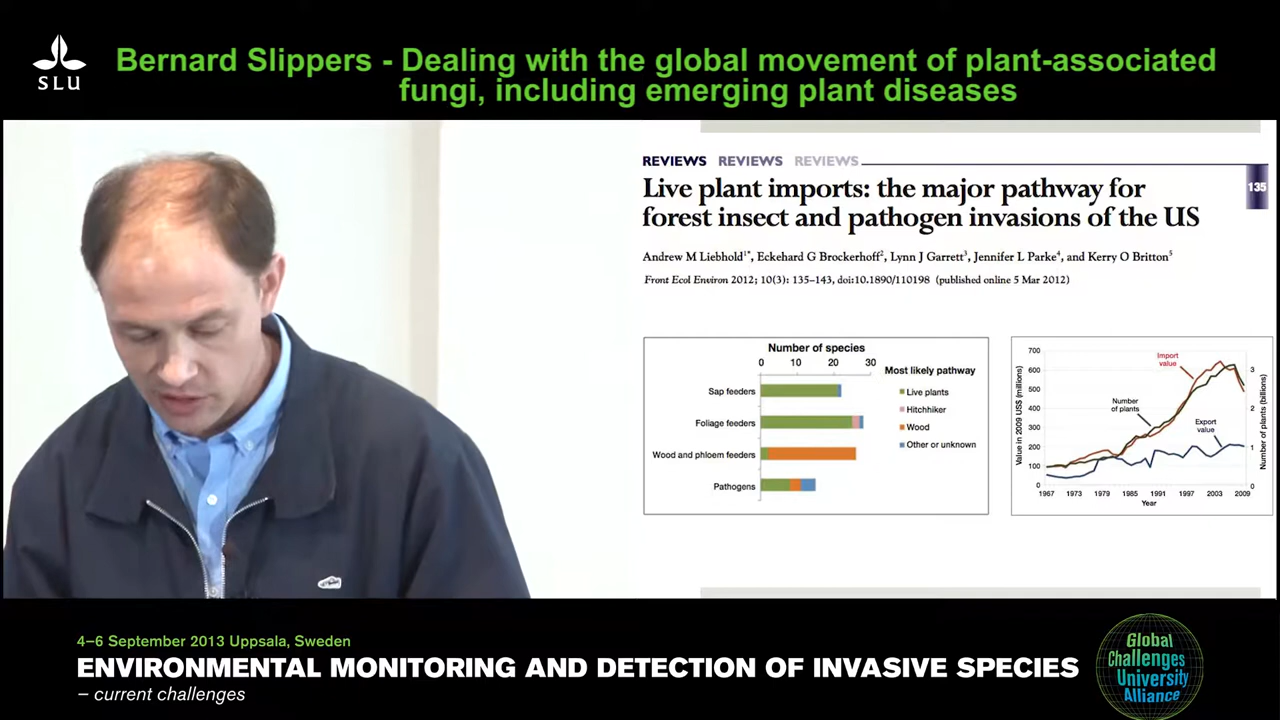 SLU
Bernard Slippers - Dealing with the global movement of plant-associated
fungi, including emerging plant diseases
REVIEWS REVIEWS REVIEWS
135
Live plant imports: the major pathway for
forest insect and pathogen invasions of the US
Andrew M Liebhold1*, Eckehard G Brockerhoff2, Lynn J Garrett3, Jennifer L Parke4, and Kerry O Britton5
Front Ecol Environ 2012; 10(3): 135–143, doi:10.1890/110198 (published online 5 Mar 2012)
Number of species
0 10 20 30
Most likely pathway
Sap feeders
Foliage feeders
Wood and phloem feeders
Pathogens
Live plants
Hitchhiker
Wood
Other or unknown
Value in 2009 US$ (millions)
700
600
500
400
300
200
100
0
Import
value
Number
of plants
Export
value
3
2
1
0
Number of plants (billions)
1967 1973 1979 1985 1991 1997 2003 2009
Year
4–6 September 2013 Uppsala, Sweden
ENVIRONMENTAL MONITORING AND DETECTION OF INVASIVE SPECIES
– current challenges
Global
Challenges
University
Alliance